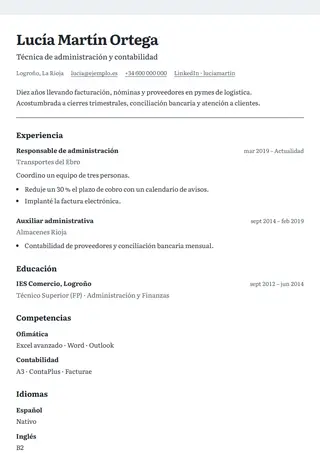 Lucía Martín Ortega
Técnica de administración y contabilidad
Logroño, La Rioja lucia@ejemplo.es +34 600 000 000 LinkedIn · luciamartin
Diez años llevando facturación, nóminas y proveedores en pymes de logística.
Acostumbrada a cierres trimestrales, conciliación bancaria y atención a clientes.
Experiencia
Responsable de administración mar 2019 – Actualidad
Transportes del Ebro
Coordino un equipo de tres personas.
• Reduje un 30 % el plazo de cobro con un calendario de avisos.
• Implanté la factura electrónica.
Auxiliar administrativa sept 2014 – feb 2019
Almacenes Rioja
• Contabilidad de proveedores y conciliación bancaria mensual.
Educación
IES Comercio, Logroño sept 2012 – jun 2014
Técnico Superior (FP) · Administración y Finanzas
Competencias
Ofimática
Excel avanzado · Word · Outlook
Contabilidad
A3 · ContaPlus · Facturae
Idiomas
Español
Nativo
Inglés
B2